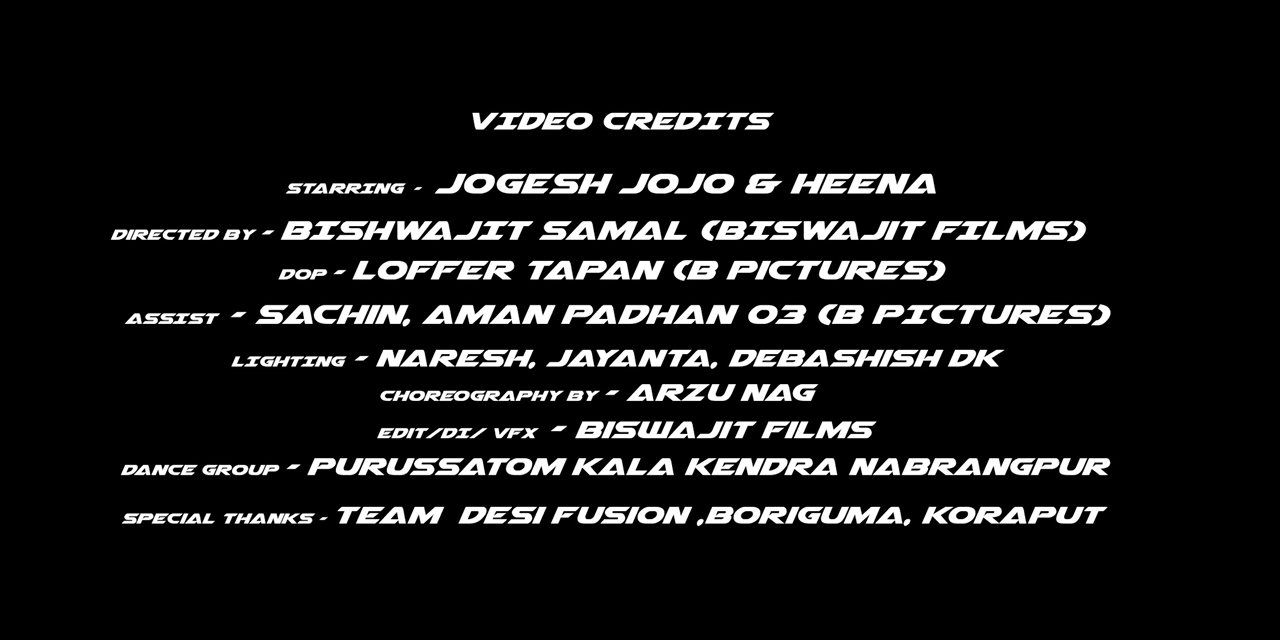 VIDEO CREDITS
STARRING - JOGESH JOJO & HEENA
DIRECTED BY - BISHWAJIT SAMAL (BISWAJIT FILMS)
DOP - LOFFER TAPAN (B PICTURES)
ASSIST - SACHIN, AMAN PADHAN 03 (B PICTURES)
LIGHTING - NARESH, JAYANTA, DEBASHISH DK
CHOREOGRAPHY BY - ARZU NAG
EDIT/DI/ VFX - BISWAJIT FILMS
DANCE GROUP - PURUSSATOM KALA KENDRA NABRANGPUR
SPECIAL THANKS - TEAM DESI FUSION ,BORIGUMA, KORAPUT